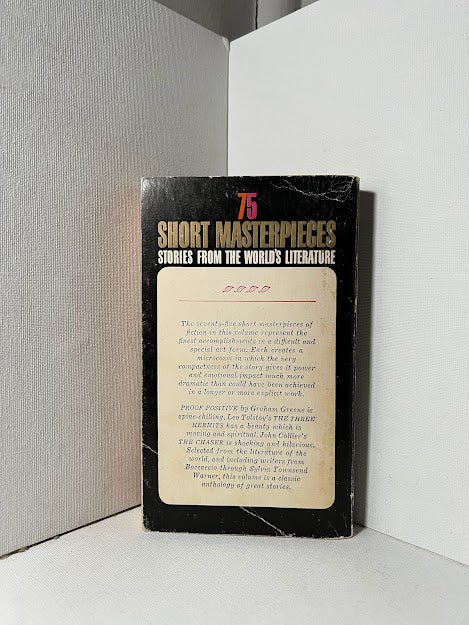 75
SHORT MASTERPIECES
STORIES FROM THE WORLD'S LITERATURE
The seventy-five short masterpieces of
fiction in this volume represent the
finest accomplishments in a difficult and
special art form. Each creates a
microcosm in which the very
compactness of the story gives it power
and emotional impact much more
dramatic than could have been achieved
in a longer or more explicit work.
PROOF POSITIVE by Graham Greene is
spine-chilling, Leo Tolstoy's THE THREE
HERMITS has a beauty which is
moving and spiritual, John Collier's
THE CHASER is shocking and hilarious.
Selected from the literature of the
world, and including writers from
Boccaccio through Sylvia Townsend
Warner, this volume is a classic
anthology of great stories.